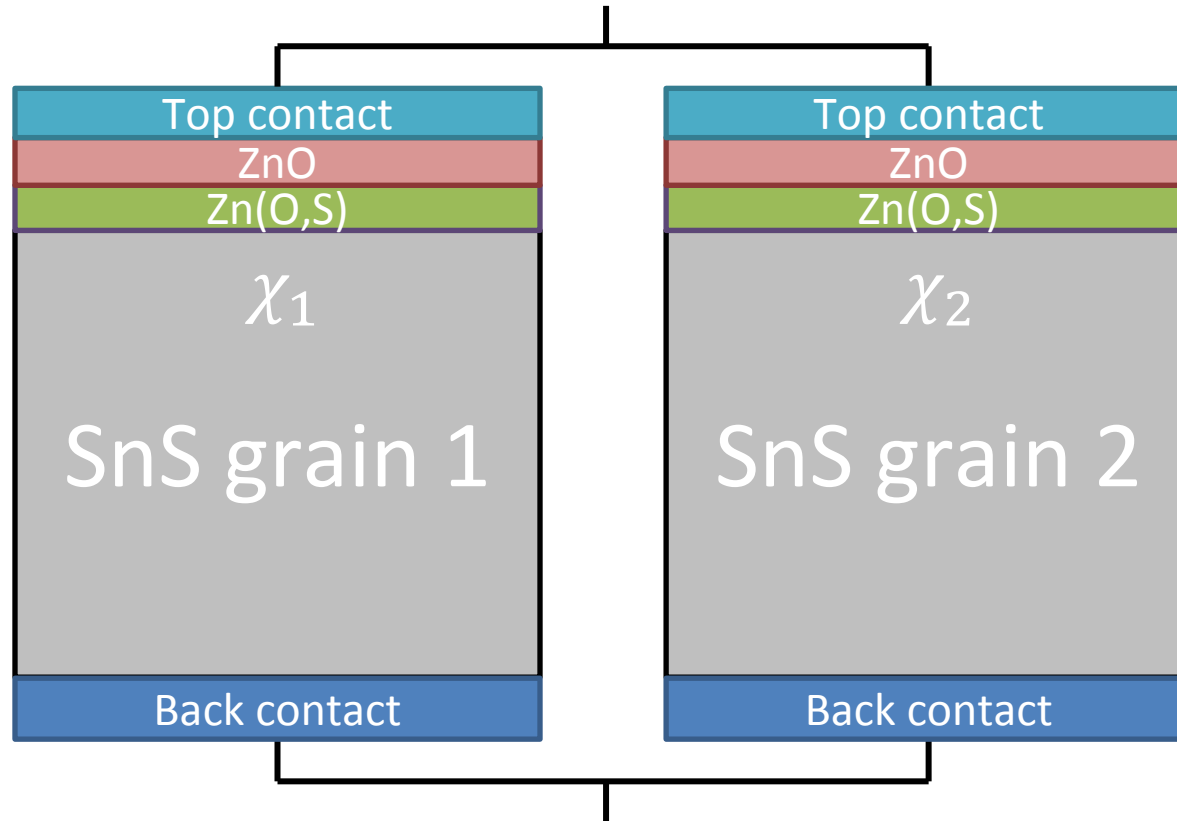 Top contact
ZnO
Zn(O,S)
χ₁
SnS grain 1
Back contact
Top contact
ZnO
Zn(O,S)
χ₂
SnS grain 2
Back contact